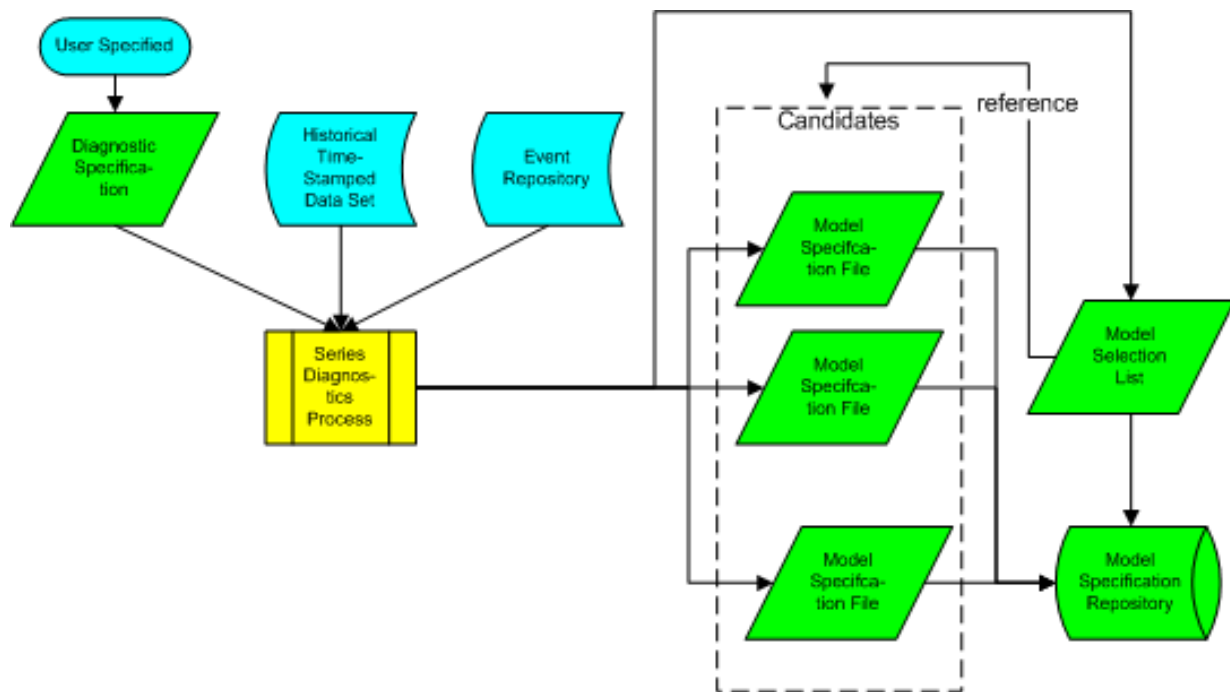 User Specified
Diagnostic
Specifica-
tion
Historical
Time-
Stamped
Data Set
Event
Repository
reference
Candidates
Model
Specifca-
tion File
Series
Diagnos-
tics
Process
Model
Specifca-
tion File
Model
Selection
List
Model
Specifca-
tion File
Model
Specification
Repository